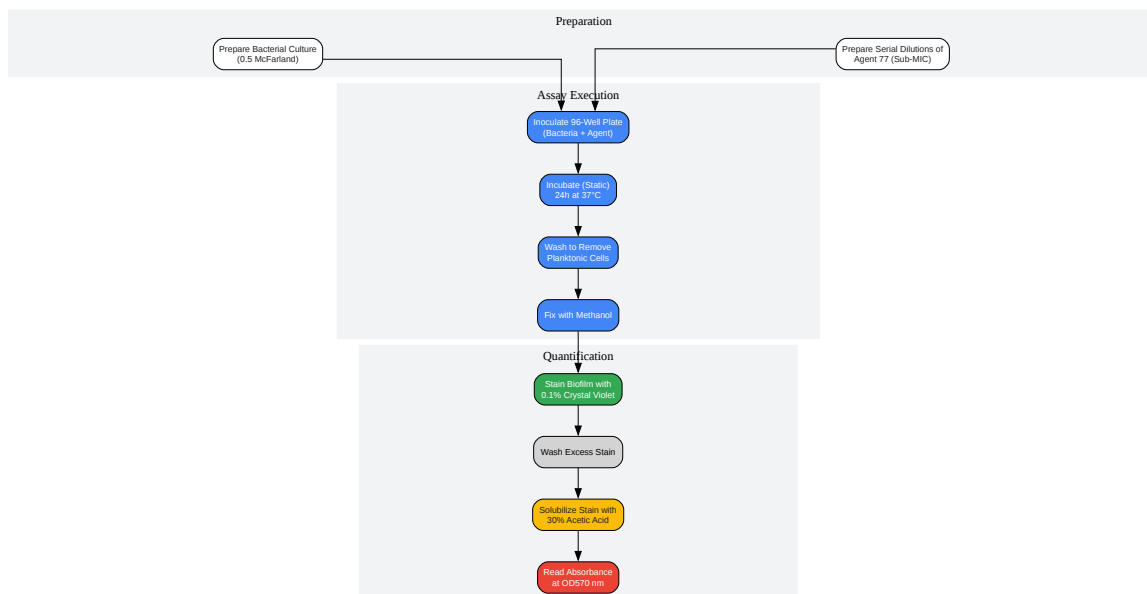 Preparation
Prepare Bacterial Culture
(0.5 McFarland)
Prepare Serial Dilutions of
Agent 77 (Sub-MIC)
Assay Execution
Inoculate 96-Well Plate
(Bacteria + Agent)
Incubate (Static)
24h at 37°C
Wash to Remove
Planktonic Cells
Fix with Methanol
Quantification
Stain Biofilm with
0.1% Crystal Violet
Wash Excess Stain
Solubilize Stain with
30% Acetic Acid
Read Absorbance
at OD570 nm